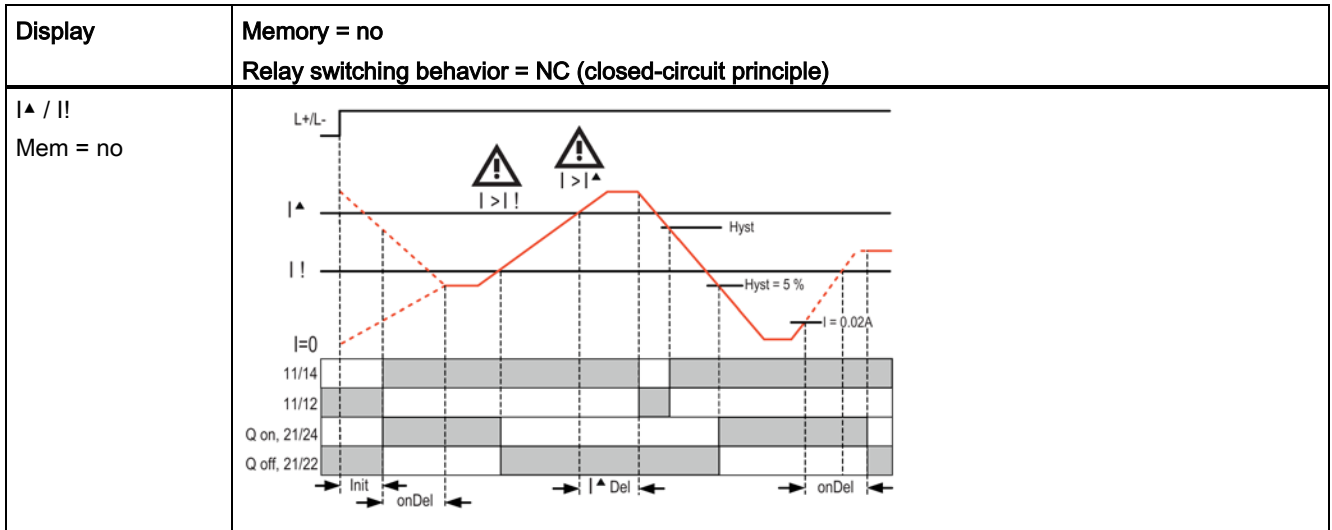 Display
Memory = no
Relay switching behavior = NC (closed-circuit principle)
I▲ / I!
Mem = no
L+/L-
I >I !
I >I▲
I▲
Hyst
I !
Hyst = 5 %
I = 0.02A
I=0
11/14
11/12
Q on, 21/24
Q off, 21/22
Init
onDel
I▲ Del
onDel